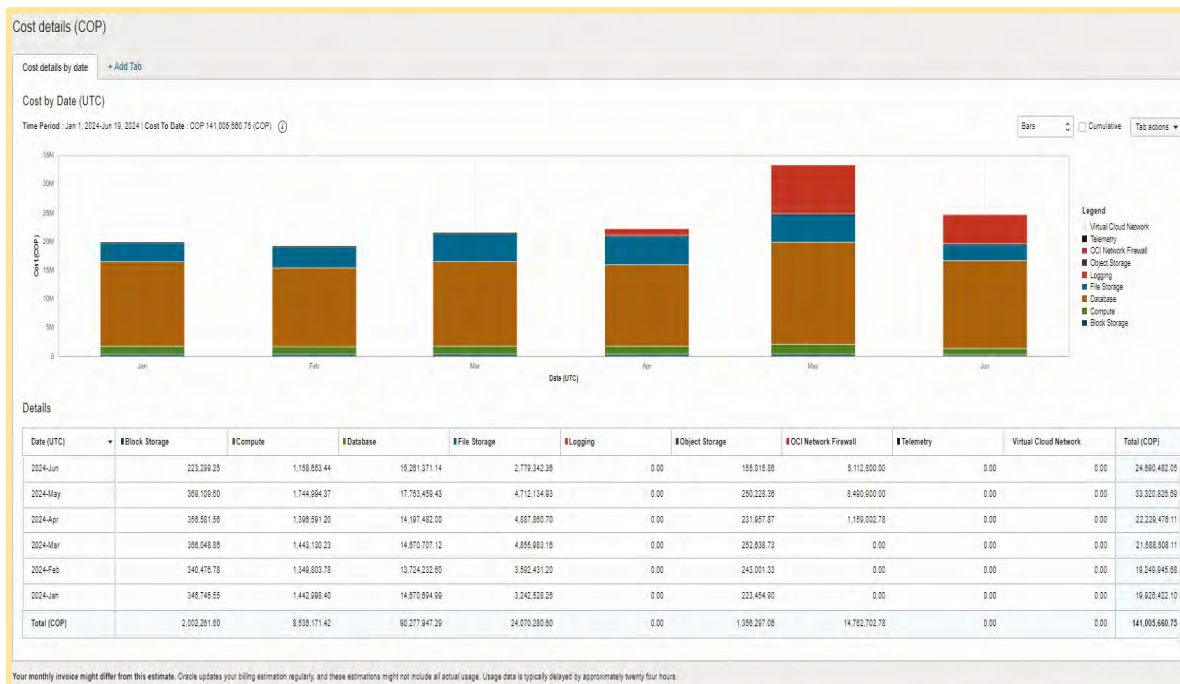 Cost details (COP)
Cost details by date + Add Tab
Cost by Date (UTC)
Time Period : Jan 1, 2024-Jun 19, 2024 | Cost To Date : COP 141,005,660.75 (COP)
Bars Cumulative Tab actions
35M
30M
25M
20M
15M
10M
5M
0
Cost (COP)
Jan Feb Mar Apr May Jun
Date (UTC)
Legend
Virtual Cloud Network
Telemetry
OCI Network Firewall
Object Storage
Logging
File Storage
Database
Compute
Block Storage
Details
Date (UTC) Block Storage Compute Database File Storage Logging Object Storage OCI Network Firewall Telemetry Virtual Cloud Network Total (COP)
2024-Jun 223,299.25 1,158,653.44 15,261,371.14 2,779,342.36 0.00 155,015.86 5,112,800.00 0.00 0.00 24,690,482.05
2024-May 369,109.60 1,744,994.37 17,753,459.43 4,712,134.93 0.00 250,228.36 8,490,900.00 0.00 0.00 33,320,826.69
2024-Apr 356,581.56 1,396,591.20 14,197,482.00 4,887,860.70 0.00 231,957.87 1,159,002.78 0.00 0.00 22,229,476.11
2024-Mar 366,048.86 1,443,130.23 14,670,707.12 4,855,983.16 0.00 252,638.73 0.00 0.00 0.00 21,588,508.11
2024-Feb 340,476.78 1,349,803.78 13,724,232.60 3,592,431.20 0.00 243,001.33 0.00 0.00 0.00 19,249,945.68
2024-Jan 346,745.55 1,442,998.40 14,670,694.99 3,242,528.25 0.00 223,454.90 0.00 0.00 0.00 19,926,422.10
Total (COP) 2,002,261.60 8,536,171.42 90,277,947.29 24,070,280.60 0.00 1,356,297.06 14,762,702.78 0.00 0.00 141,005,660.75
Your monthly invoice might differ from this estimate. Oracle updates your billing estimation regularly, and these estimations might not include all actual usage. Usage data is typically delayed by approximately twenty four hours.